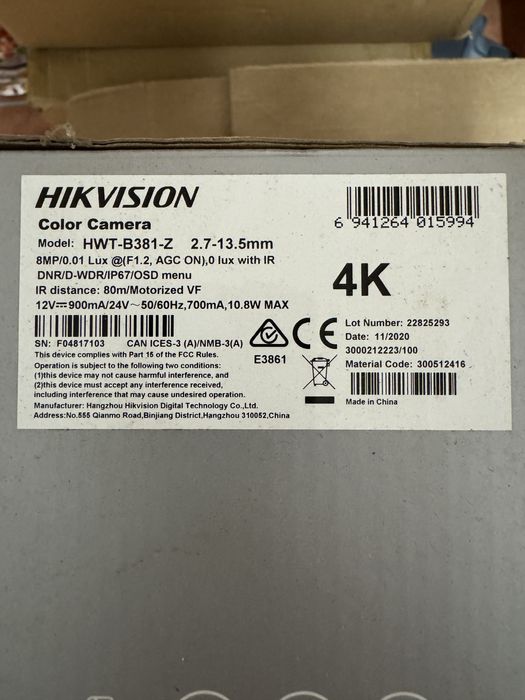 HIKVISION
Color Camera
Model: HWT-B381-Z 2.7-13.5mm
8MP/0.01 Lux @(F1.2, AGC ON),0 lux with IR
DNR/D-WDR/IP67/OSD menu
IR distance: 80m/Motorized VF
12V⎓900mA/24V~50/60Hz,700mA,10.8W MAX
SN: F04817103 CAN ICES-3 (A)/NMB-3(A)
This device complies with Part 15 of the FCC Rules.
Operation is subject to the following two conditions:
(1)this device may not cause harmful interference, and
(2)this device must accept any interference received,
including interference that may cause undesired operation.
Manufacturer: Hangzhou Hikvision Digital Technology Co.,Ltd.
Address:No.555 Qianmo Road,Binjiang District,Hangzhou 310052,China
6 941264 015994
4K
E3861
CE
Lot Number: 22825293
Date: 11/2020
3000212223/100
Material Code: 300512416
Made in China